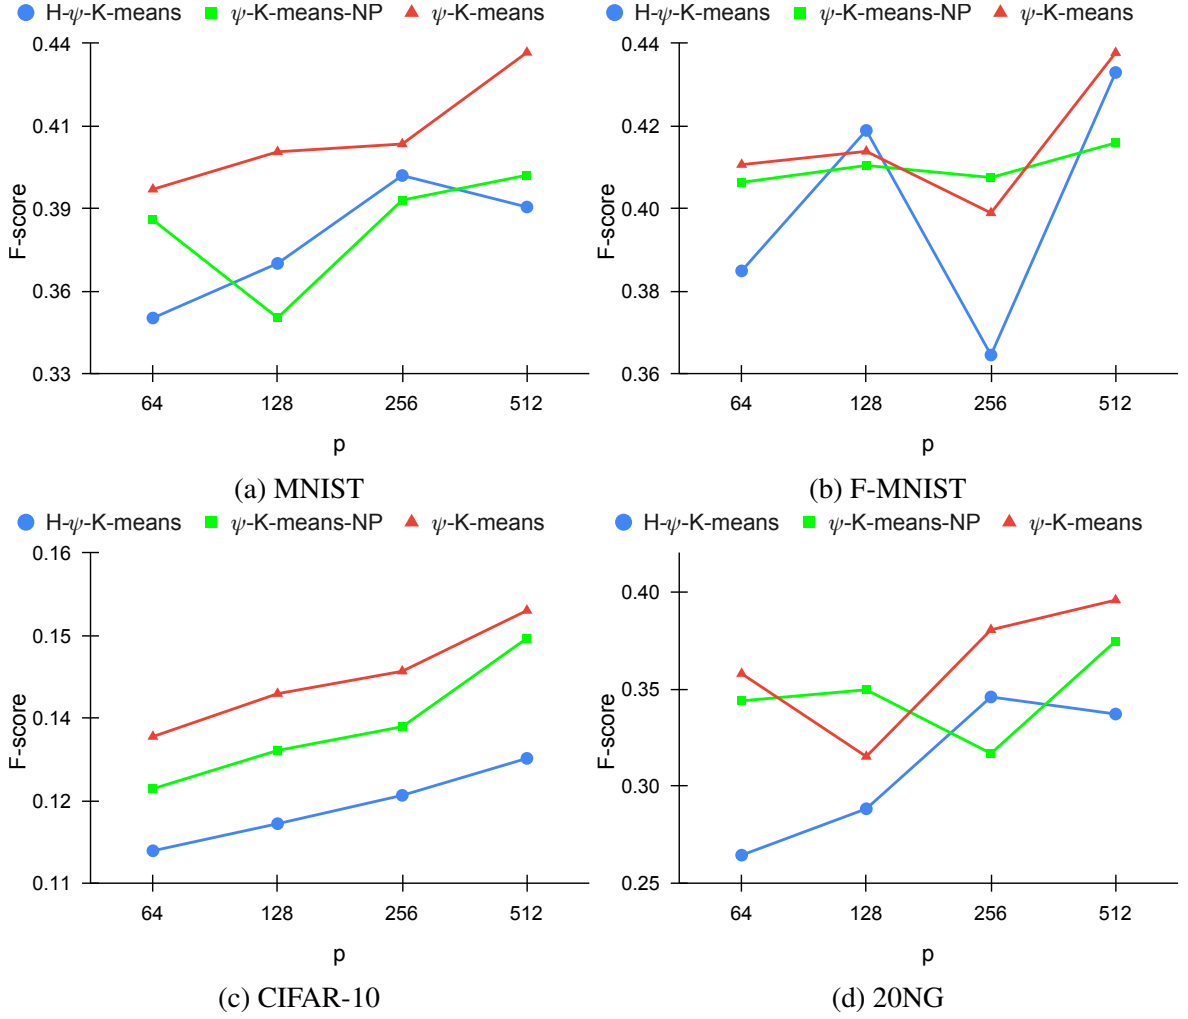 H-ψ-K-means ψ-K-means-NP ψ-K-means
0.44
0.41
0.39
0.36
0.33
F-score
64 128 256 512
p
(a) MNIST
H-ψ-K-means ψ-K-means-NP ψ-K-means
0.44
0.42
0.40
0.38
0.36
F-score
64 128 256 512
p
(b) F-MNIST
H-ψ-K-means ψ-K-means-NP ψ-K-means
0.16
0.15
0.14
0.12
0.11
F-score
64 128 256 512
p
(c) CIFAR-10
H-ψ-K-means ψ-K-means-NP ψ-K-means
0.40
0.35
0.30
0.25
F-score
64 128 256 512
p
(d) 20NG